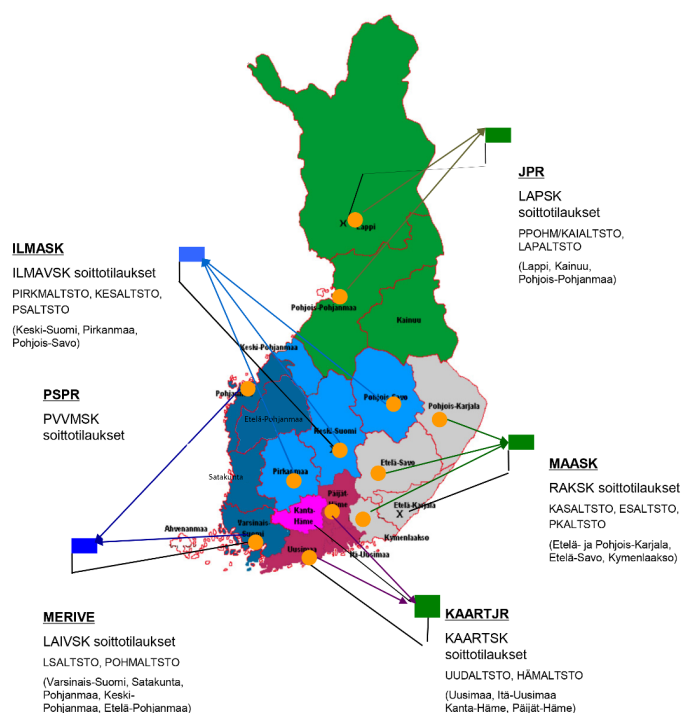 JPR
LAPSK
soittotilaukset
PPOHM/KAIALTSTO,
LAPALTSTO
(Lappi, Kainuu,
Pohjois-Pohjanmaa)
ILMASK
ILMAVSK soittotilaukset
PIRKMALTSTO, KESALTSTO,
PSALTSTO
(Keski-Suomi, Pirkanmaa,
Pohjois-Savo)
PSPR
PVVMSK
soittotilaukset
MAASK
RAKSK soittotilaukset
KASALTSTO, ESALTSTO,
PKALTSTO
(Etelä- ja Pohjois-Karjala,
Etelä-Savo, Kymenlaakso)
MERIVE
LAIVSK soittotilaukset
LSALTSTO, POHMALTSTO
(Varsinais-Suomi, Satakunta,
Pohjanmaa, Keski-
Pohjanmaa, Etelä-Pohjanmaa)
KAARTJR
KAARTSK
soittotilaukset
UUDALTSTO, HÄMALTSTO
(Uusimaa, Itä-Uusimaa
Kanta-Häme, Päijät-Häme)
X
Lappi
Pohjois-Pohjanmaa
Kainuu
Keski-Pohjanmaa
Etelä-Pohjanmaa
Pohjois-Karjala
Keski-Suomi
Etelä-Savo
Satakunta
Pirkanmaa
Päijät-
Häme
Kanta-
Häme
Etelä-Karjala
X
Kymenlaakso
Ahvenanmaa
Varsinais-
Uusimaa
Itä-Uusimaa